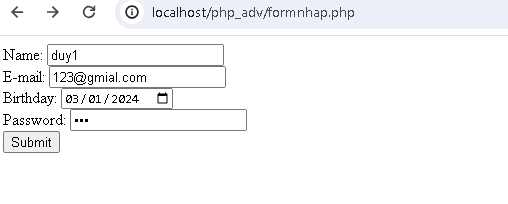 localhost/php_adv/formnhap.php
Name: duy1
E-mail: 123@gmial.com
Birthday: 03/01/2024
Password: •••
Submit